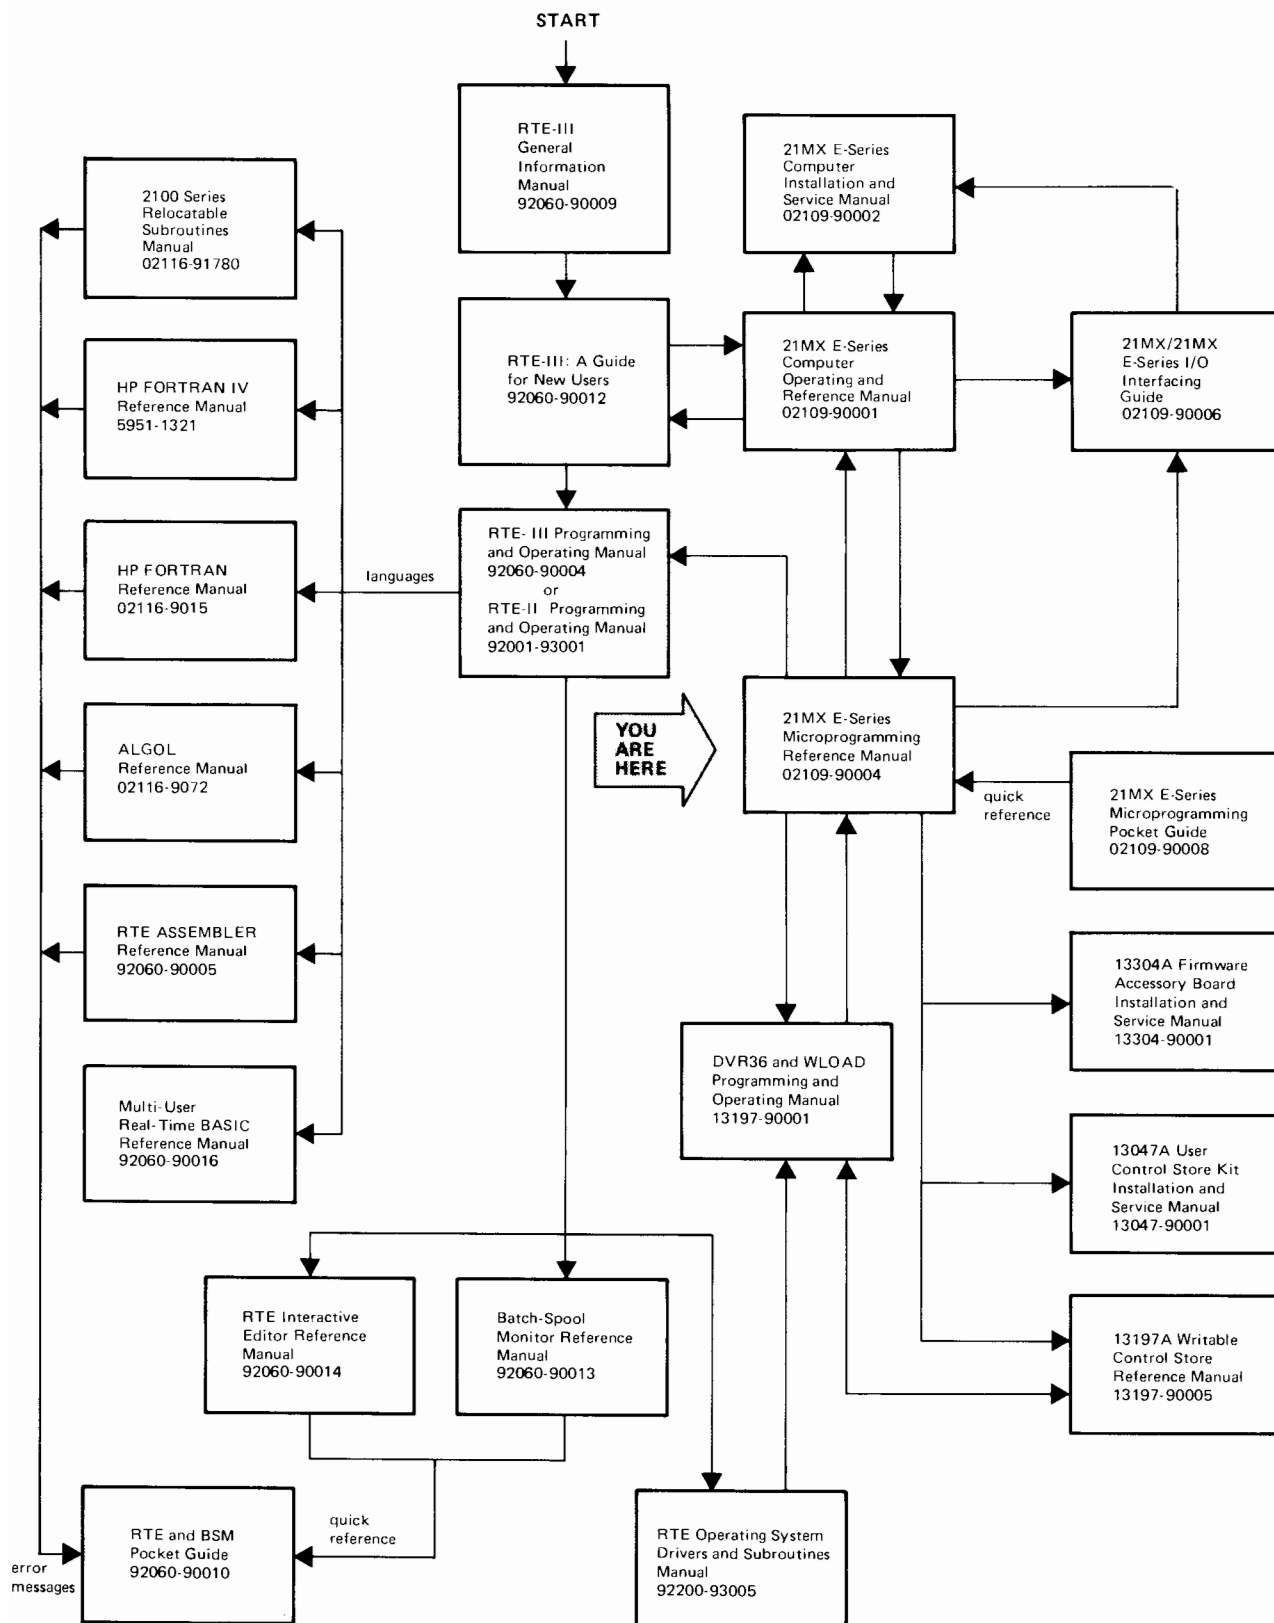 START
RTE-III
General
Information
Manual
92060-90009
21MX E-Series
Computer
Installation and
Service Manual
02109-90002
2100 Series
Relocatable
Subroutines
Manual
02116-91780
RTE-III: A Guide
for New Users
92060-90012
21MX E-Series
Computer
Operating and
Reference Manual
02109-90001
21MX/21MX
E-Series I/O
Interfacing
Guide
02109-90006
HP FORTRAN IV
Reference Manual
5951-1321
HP FORTRAN
Reference Manual
02116-9015
languages
RTE- III Programming
and Operating Manual
92060-90004
or
RTE-II Programming
and Operating Manual
92001-93001
YOU
ARE
HERE
21MX E-Series
Microprogramming
Reference Manual
02109-90004
quick
reference
21MX E-Series
Microprogramming
Pocket Guide
02109-90008
ALGOL
Reference Manual
02116-9072
RTE ASSEMBLER
Reference Manual
92060-90005
13304A Firmware
Accessory Board
Installation and
Service Manual
13304-90001
DVR36 and WLOAD
Programming and
Operating Manual
13197-90001
Multi-User
Real-Time BASIC
Reference Manual
92060-90016
13047A User
Control Store Kit
Installation and
Service Manual
13047-90001
RTE Interactive
Editor Reference
Manual
92060-90014
Batch-Spool
Monitor Reference
Manual
92060-90013
13197A Writable
Control Store
Reference Manual
13197-90005
error
messages
RTE and BSM
Pocket Guide
92060-90010
quick
reference
RTE Operating System
Drivers and Subroutines
Manual
92200-93005